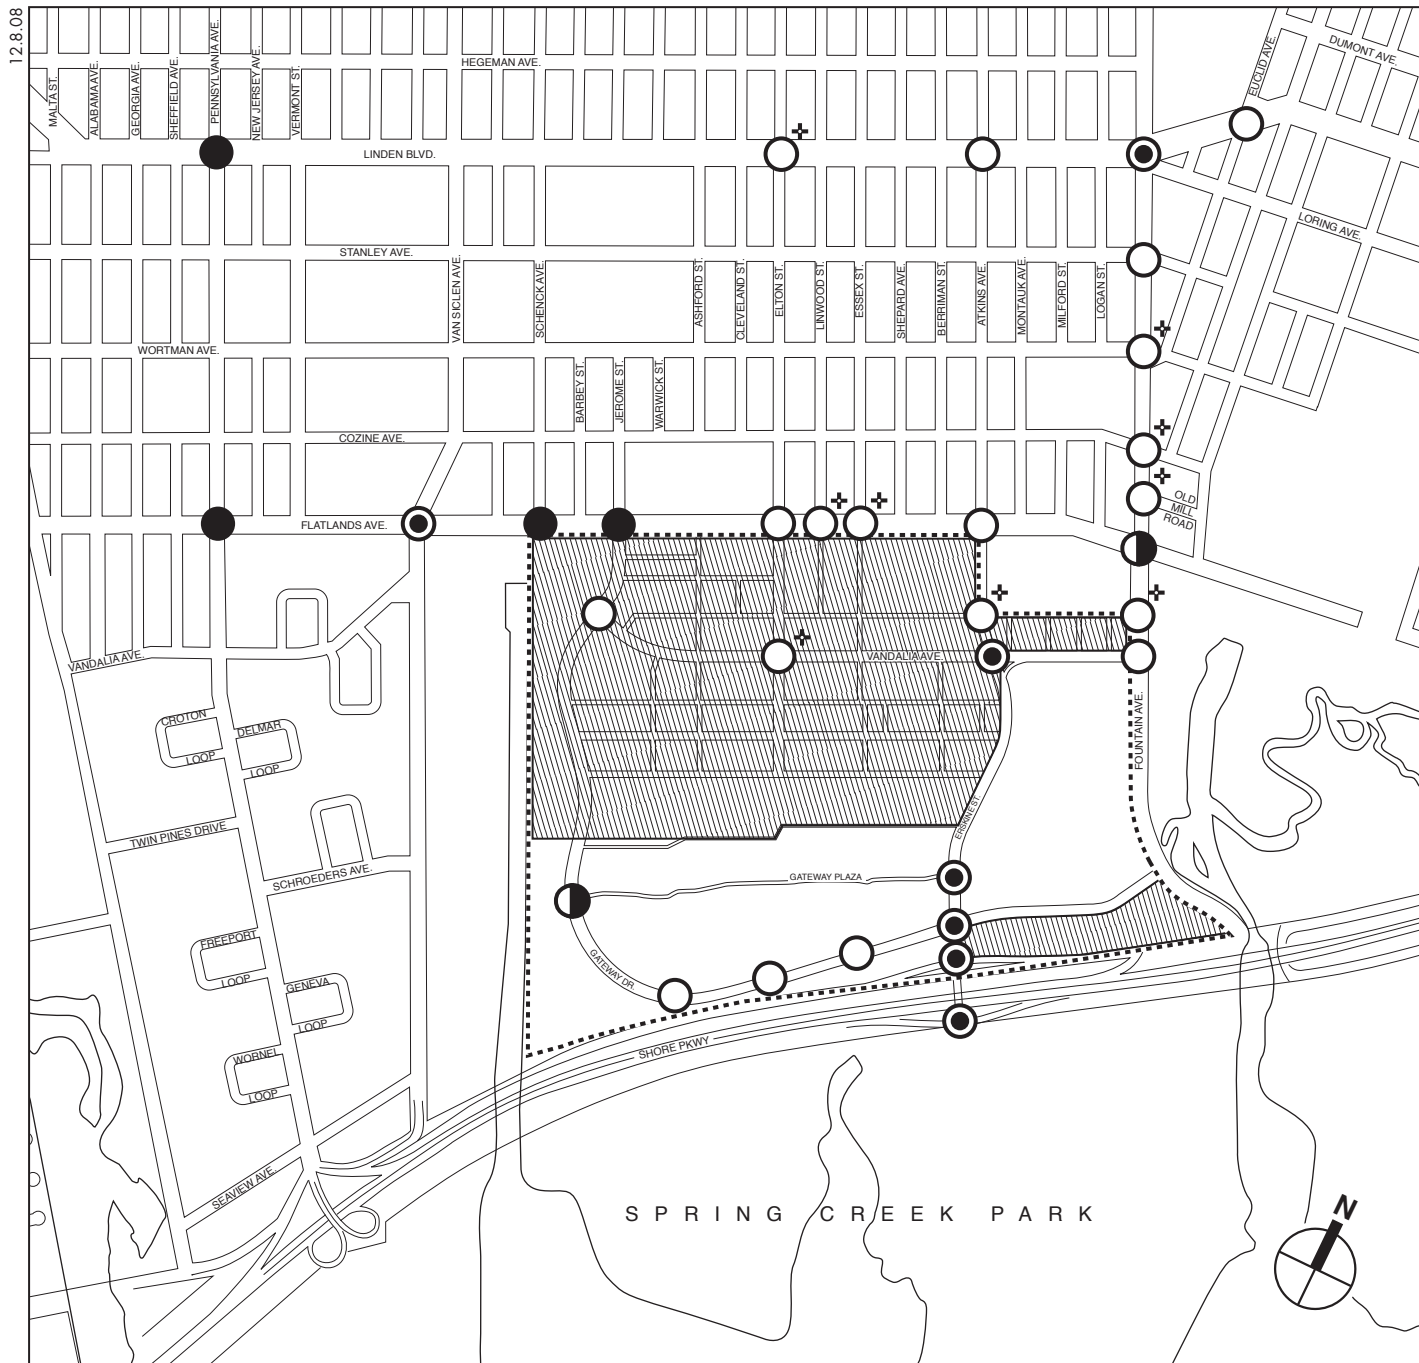 12.8.08
DUMONT AVE.
EUCLID AVE.
HEGEMAN AVE.
MALTA ST.
ALABAMA AVE.
GEORGIA AVE.
SHEFFIELD AVE.
PENNSYLVANIA AVE.
NEW JERSEY AVE.
VERMONT ST.
LINDEN BLVD.
LORING AVE.
STANLEY AVE.
VAN SICLEN AVE.
SCHENCK AVE.
ASHFORD ST.
CLEVELAND ST.
ELTON ST.
LINWOOD ST.
ESSEX ST.
SHEPARD AVE.
BERRIMAN ST.
ATKINS AVE.
MONTAUK AVE.
MILFORD ST.
LOGAN ST.
WORTMAN AVE.
BARBEY ST.
JEROME ST.
WARWICK ST.
COZINE AVE.
OLD
MILL
ROAD
FLATLANDS AVE.
VANDALIA AVE.
VANDALIA AVE
FOUNTAIN AVE.
CROTON
LOOP
DELMAR
LOOP
ERSKINE ST.
TWIN PINES DRIVE
SCHROEDERS AVE.
GATEWAY PLAZA
FREEPORT
LOOP
GENEVA
LOOP
GATEWAY DR.
SHORE PKWY
WORNEL
LOOP
SEAVIEW AVE.
SPRING CREEK PARK
N